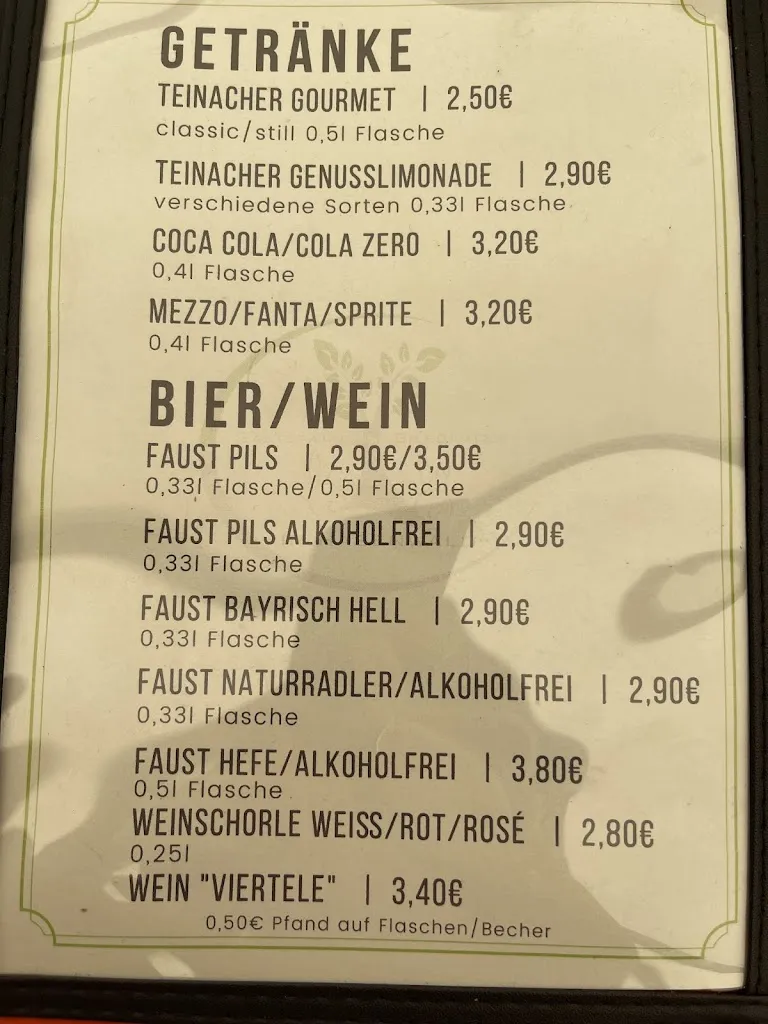 GETRÄNKE
TEINACHER GOURMET | 2,50€
classic/still 0,5l Flasche
TEINACHER GENUSSLIMONADE | 2,90€
verschiedene Sorten 0,33l Flasche
COCA COLA/COLA ZERO | 3,20€
0,4l Flasche
MEZZO/FANTA/SPRITE | 3,20€
0,4l Flasche
BIER/WEIN
FAUST PILS | 2,90€/3,50€
0,33l Flasche/0,5l Flasche
FAUST PILS ALKOHOLFREI | 2,90€
0,33l Flasche
FAUST BAYRISCH HELL | 2,90€
0,33l Flasche
FAUST NATURRADLER/ALKOHOLFREI | 2,90€
0,33l Flasche
FAUST HEFE/ALKOHOLFREI | 3,80€
0,5l Flasche
WEINSCHORLE WEISS/ROT/ROSÉ | 2,80€
0,25l
WEIN "VIERTELE" | 3,40€
0,50€ Pfand auf Flaschen/Becher